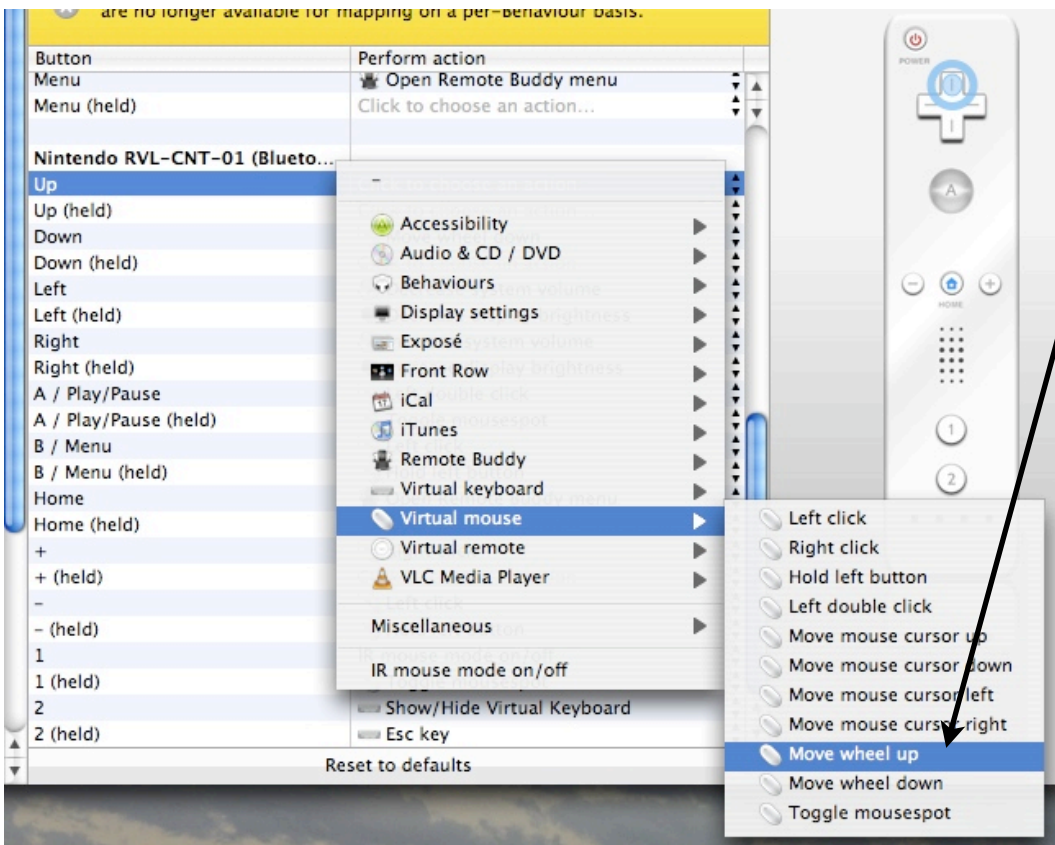 are no longer available for mapping on a per-Behaviour basis.
Button Perform action
Menu Open Remote Buddy menu
Menu (held) Click to choose an action...
Nintendo RVL-CNT-01 (Blueto...
Up
Up (held)
Down
Down (held)
Left
Left (held)
Right
Right (held)
A / Play/Pause
A / Play/Pause (held)
B / Menu
B / Menu (held)
Home
Home (held)
+
+ (held)
–
– (held)
1
1 (held)
2 Show/Hide Virtual Keyboard
2 (held) Esc key
Reset to defaults
–
Accessibility
Audio & CD / DVD
Behaviours
Display settings
Exposé
Front Row
iCal
iTunes
Remote Buddy
Virtual keyboard
Virtual mouse
Virtual remote
VLC Media Player
Miscellaneous
IR mouse mode on/off
Left click
Right click
Hold left button
Left double click
Move mouse cursor up
Move mouse cursor down
Move mouse cursor left
Move mouse cursor right
Move wheel up
Move wheel down
Toggle mousespot
POWER
A
HOME
1
2